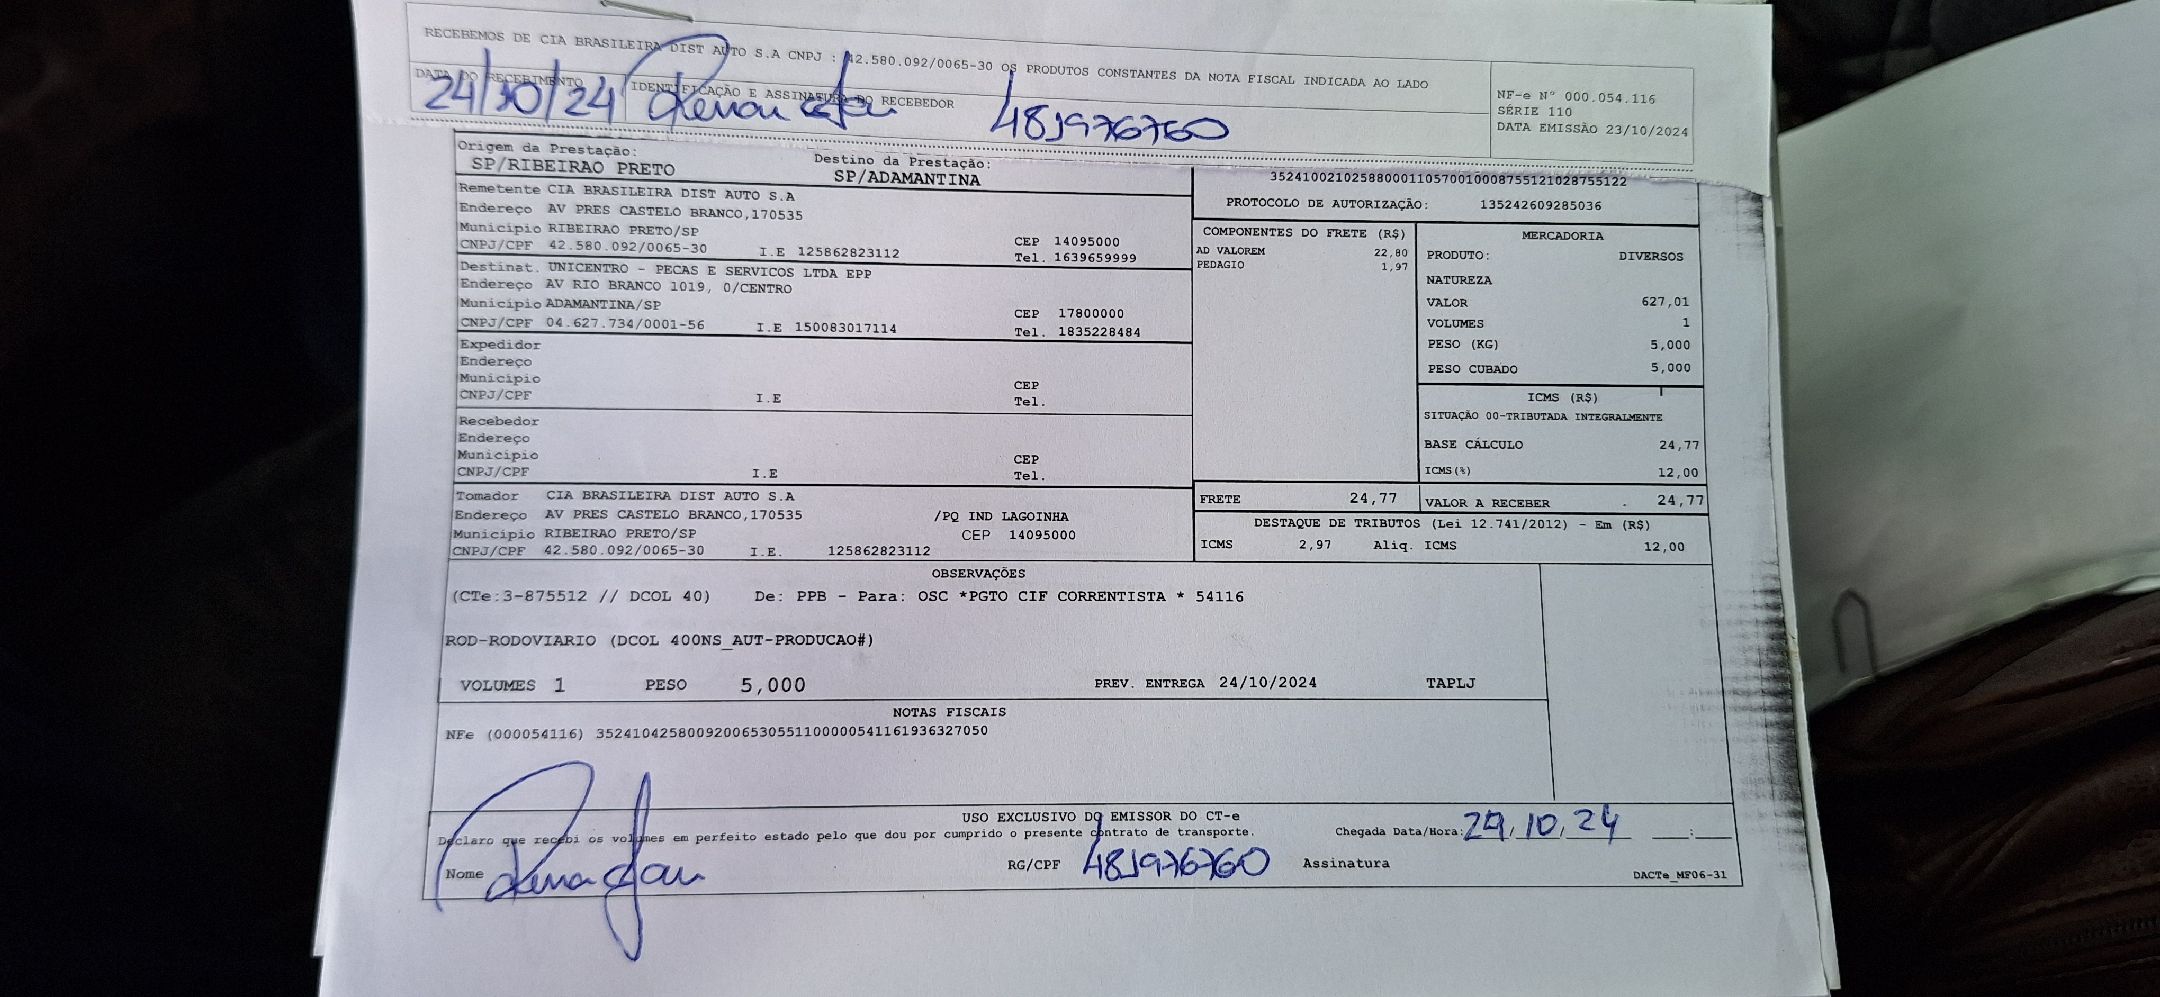 RECEBEMOS DE CIA BRASILEIRA DIST AUTO S.A CNPJ : 42.580.092/0065-30 OS PRODUTOS CONSTANTES DA NOTA FISCAL INDICADA AO LADO
DATA DO RECEBIMENTO IDENTIFICAÇÃO E ASSINATURA DO RECEBEDOR
24/10/24 Renan 481976760
NF-e Nº 000.054.116
SÉRIE 110
DATA EMISSÃO 23/10/2024
Origem da Prestação: Destino da Prestação:
SP/RIBEIRAO PRETO SP/ADAMANTINA
Remetente CIA BRASILEIRA DIST AUTO S.A
Endereço AV PRES CASTELO BRANCO,170535
Município RIBEIRAO PRETO/SP CEP 14095000
CNPJ/CPF 42.580.092/0065-30 I.E 125862823112 Tel. 1639659999
Destinat. UNICENTRO - PECAS E SERVICOS LTDA EPP
Endereço AV RIO BRANCO 1019, 0/CENTRO
Município ADAMANTINA/SP CEP 17800000
CNPJ/CPF 04.627.734/0001-56 I.E 150083017114 Tel. 1835228484
Expedidor
Endereço
Município CEP
CNPJ/CPF I.E Tel.
Recebedor
Endereço
Município CEP
CNPJ/CPF I.E Tel.
Tomador CIA BRASILEIRA DIST AUTO S.A
Endereço AV PRES CASTELO BRANCO,170535 /PQ IND LAGOINHA
Município RIBEIRAO PRETO/SP CEP 14095000
CNPJ/CPF 42.580.092/0065-30 I.E. 125862823112
35241002102588000110570010008755121028755122
PROTOCOLO DE AUTORIZAÇÃO: 135242609285036
COMPONENTES DO FRETE (R$)
AD VALOREM 22,80
PEDAGIO 1,97
MERCADORIA
PRODUTO: DIVERSOS
NATUREZA
VALOR 627,01
VOLUMES 1
PESO (KG) 5,000
PESO CUBADO 5,000
ICMS (R$)
SITUAÇÃO 00-TRIBUTADA INTEGRALMENTE
BASE CÁLCULO 24,77
ICMS(%) 12,00
FRETE 24,77 VALOR A RECEBER 24,77
DESTAQUE DE TRIBUTOS (Lei 12.741/2012) - Em (R$)
ICMS 2,97 Aliq. ICMS 12,00
OBSERVAÇÕES
(CTe:3-875512 // DCOL 40) De: PPB - Para: OSC *PGTO CIF CORRENTISTA * 54116
ROD-RODOVIARIO (DCOL 400NS_AUT-PRODUCAO#)
VOLUMES 1 PESO 5,000 PREV. ENTREGA 24/10/2024 TAPLJ
NOTAS FISCAIS
NFe (000054116) 35241042580092006530551100000541161936327050
USO EXCLUSIVO DO EMISSOR DO CT-e
Declaro que recebi os volumes em perfeito estado pelo que dou por cumprido o presente contrato de transporte. Chegada Data/Hora: 24,10,24 __:__
Nome RG/CPF 481976760 Assinatura
DACTe_MF06-31